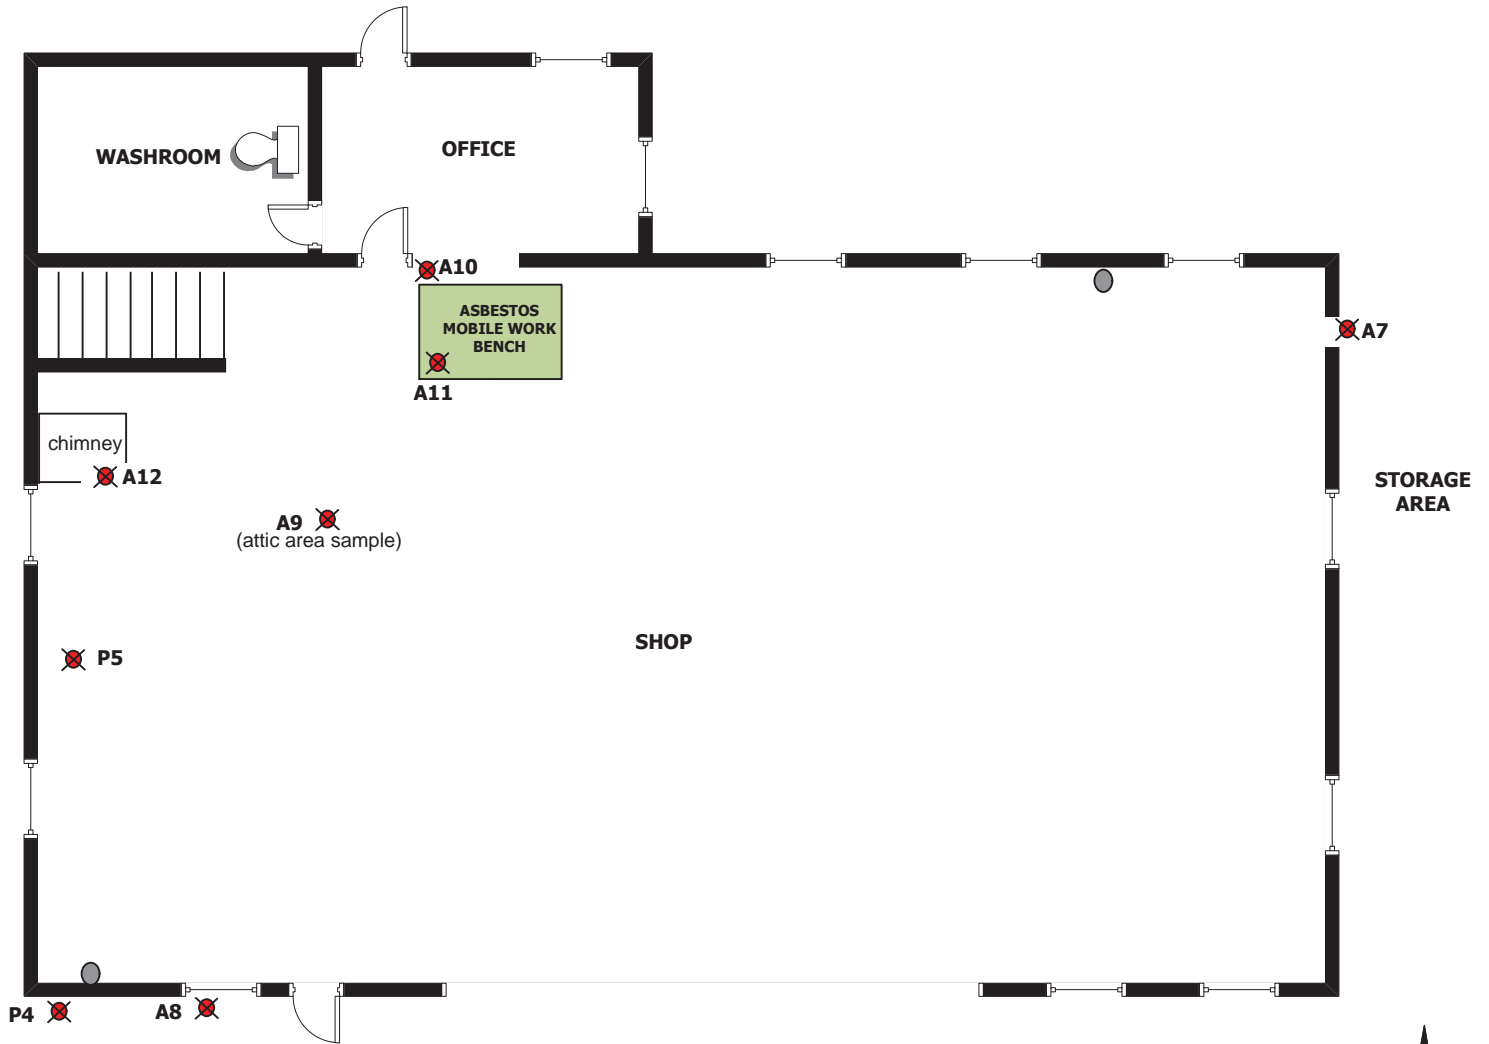 WASHROOM
OFFICE
A10
ASBESTOS
MOBILE WORK
BENCH
A11
A7
chimney
A12
STORAGE
AREA
A9
(attic area sample)
SHOP
P5
P4
A8